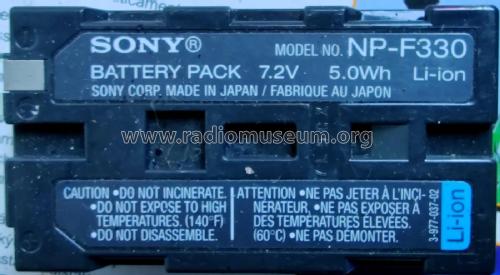 SONY®
MODEL NO. NP-F330
BATTERY PACK 7.2V 5.0Wh Li-ion
SONY CORP. MADE IN JAPAN / FABRIQUE AU JAPON
www.radiomuseum.org
CAUTION •DO NOT INCINERATE.
•DO NOT EXPOSE TO HIGH
TEMPERATURES. (140°F)
•DO NOT DISASSEMBLE.
ATTENTION •NE PAS JETER À L'INCI-
NÉRATEUR, •NE PAS EXPOSER À
DES TEMPÉRATURES ÉLEVÉES
(60°C) •NE PAS DÉMONTER.
3-977-037-02
Li-ion